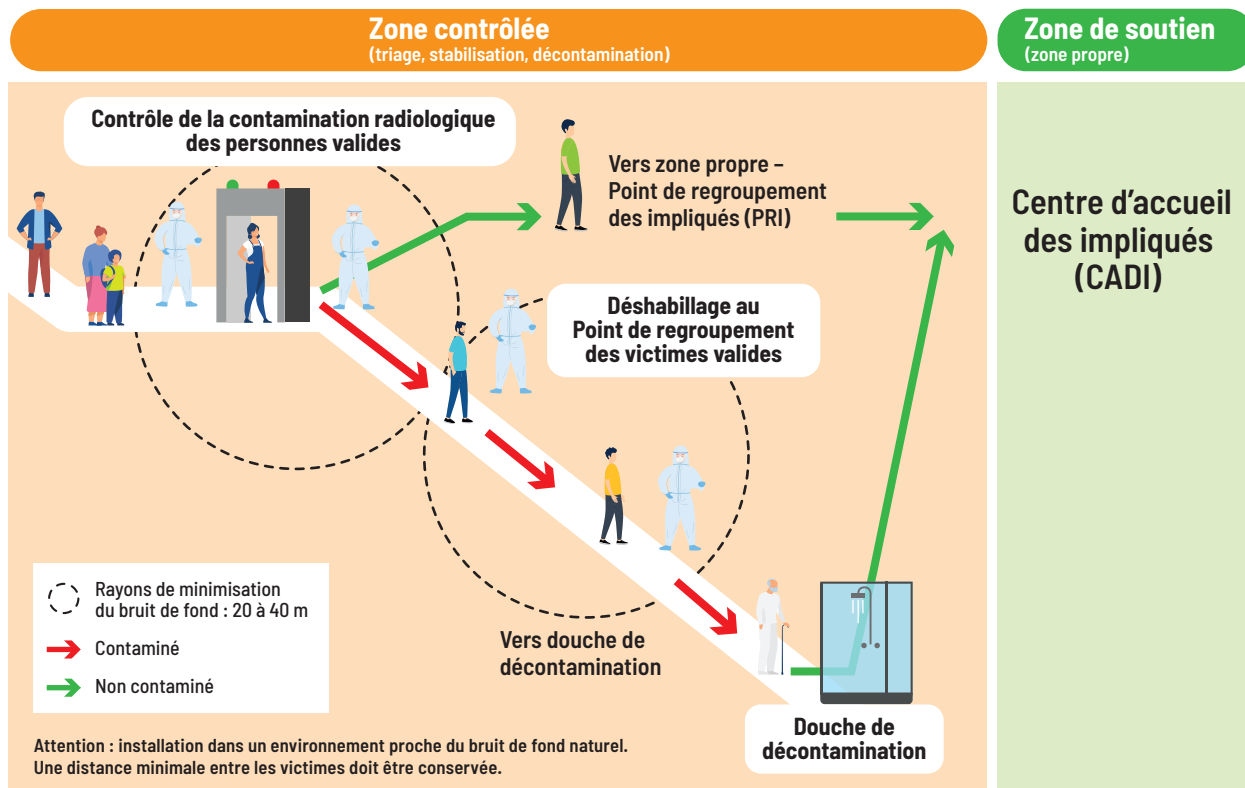 Zone contrôlée
(triage, stabilisation, décontamination)
Zone de soutien
(zone propre)
Contrôle de la contamination radiologique
des personnes valides
Vers zone propre –
Point de regroupement
des impliqués (PRI)
Centre d’accueil
des impliqués
(CADI)
Déshabillage au
Point de regroupement
des victimes valides
Rayons de minimisation
du bruit de fond : 20 à 40 m
Contaminé
Non contaminé
Vers douche de
décontamination
Douche de
décontamination
Attention : installation dans un environnement proche du bruit de fond naturel.
Une distance minimale entre les victimes doit être conservée.